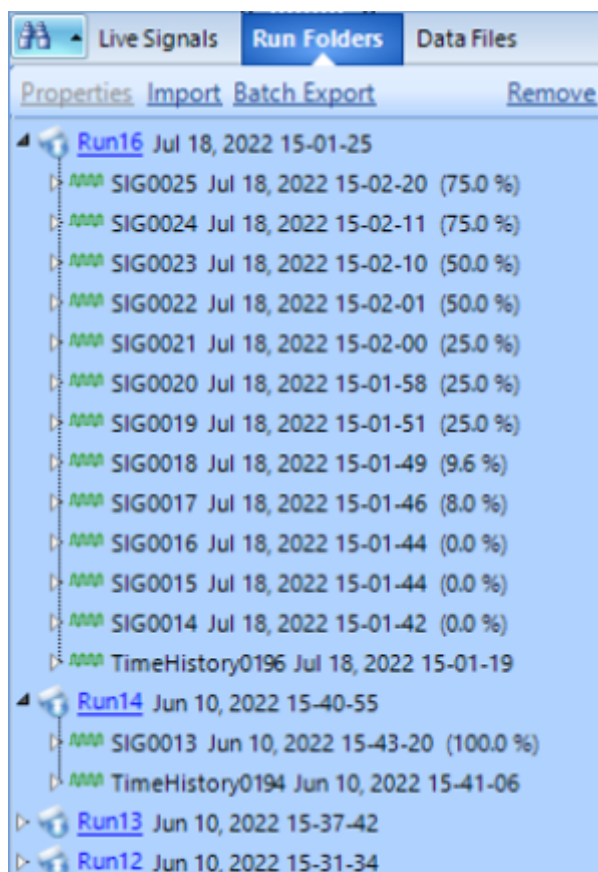 Live Signals Run Folders Data Files
Properties Import Batch Export Remove
Run16 Jul 18, 2022 15-01-25
SIG0025 Jul 18, 2022 15-02-20 (75.0 %)
SIG0024 Jul 18, 2022 15-02-11 (75.0 %)
SIG0023 Jul 18, 2022 15-02-10 (50.0 %)
SIG0022 Jul 18, 2022 15-02-01 (50.0 %)
SIG0021 Jul 18, 2022 15-02-00 (25.0 %)
SIG0020 Jul 18, 2022 15-01-58 (25.0 %)
SIG0019 Jul 18, 2022 15-01-51 (25.0 %)
SIG0018 Jul 18, 2022 15-01-49 (9.6 %)
SIG0017 Jul 18, 2022 15-01-46 (8.0 %)
SIG0016 Jul 18, 2022 15-01-44 (0.0 %)
SIG0015 Jul 18, 2022 15-01-44 (0.0 %)
SIG0014 Jul 18, 2022 15-01-42 (0.0 %)
TimeHistory0196 Jul 18, 2022 15-01-19
Run14 Jun 10, 2022 15-40-55
SIG0013 Jun 10, 2022 15-43-20 (100.0 %)
TimeHistory0194 Jun 10, 2022 15-41-06
Run13 Jun 10, 2022 15-37-42
Run12 Jun 10, 2022 15-31-34